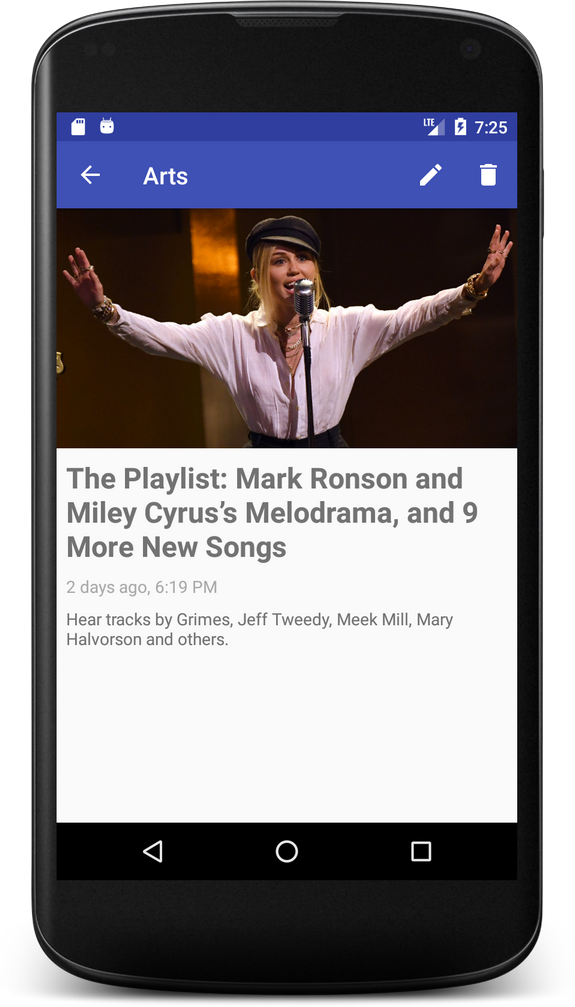 LTE 7:25
Arts
The Playlist: Mark Ronson and
Miley Cyrus’s Melodrama, and 9
More New Songs
2 days ago, 6:19 PM
Hear tracks by Grimes, Jeff Tweedy, Meek Mill, Mary
Halvorson and others.